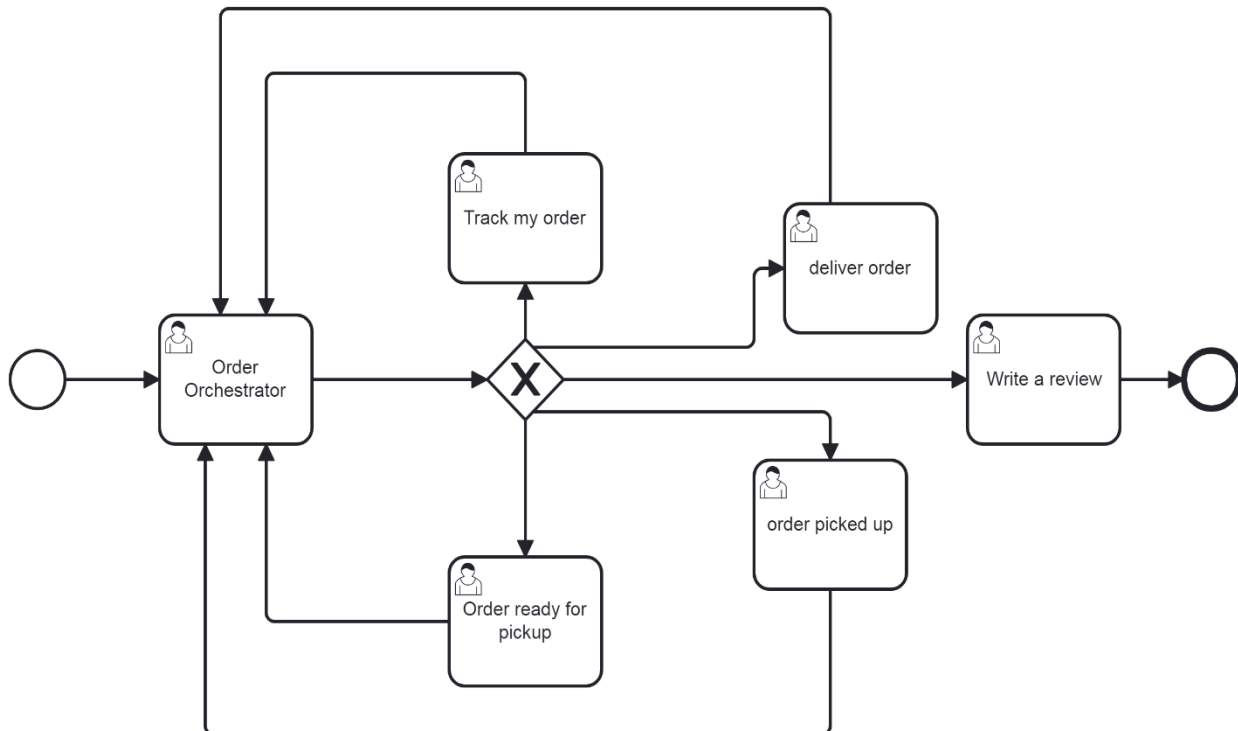 Track my order
deliver order
Order
Orchestrator
Write a review
order picked up
Order ready for
pickup